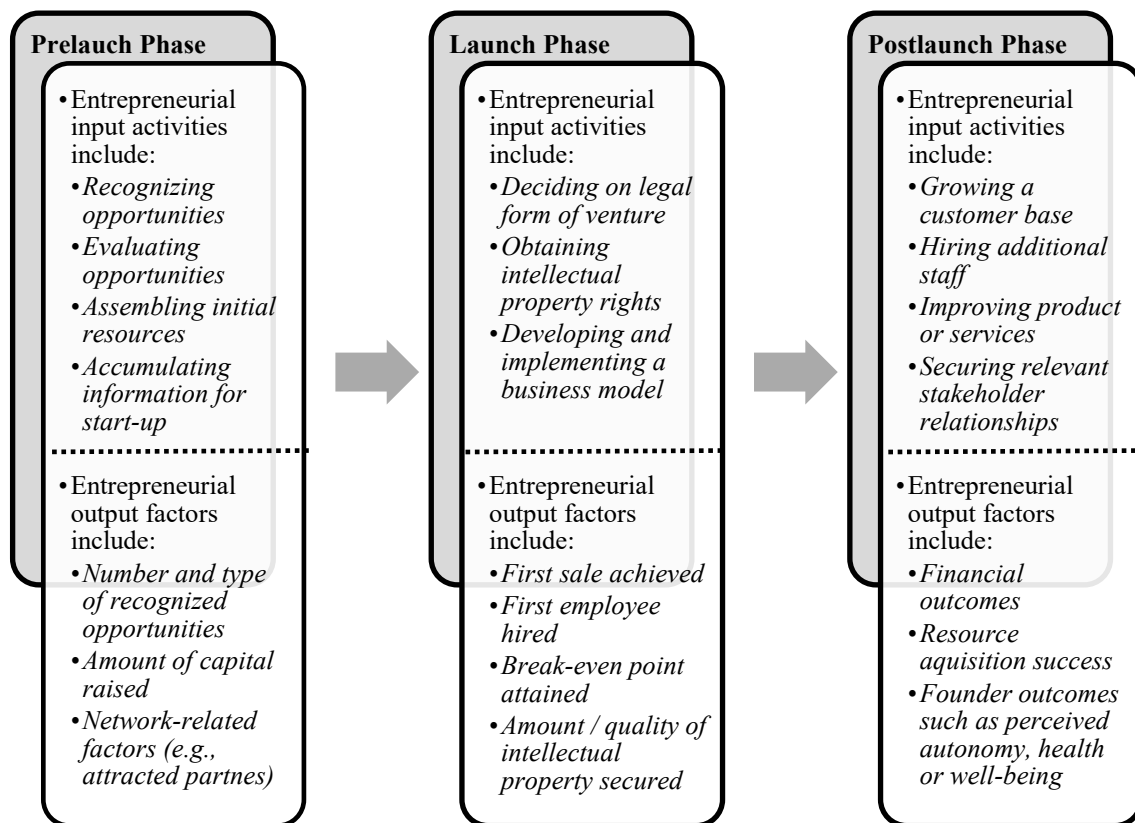 Prelauch Phase
• Entrepreneurial
input activities
include:
• Recognizing
opportunities
• Evaluating
opportunities
• Assembling initial
resources
• Accumulating
information for
start-up
• Entrepreneurial
output factors
include:
• Number and type
of recognized
opportunities
• Amount of capital
raised
• Network-related
factors (e.g.,
attracted partnes)
Launch Phase
• Entrepreneurial
input activities
include:
• Deciding on legal
form of venture
• Obtaining
intellectual
property rights
• Developing and
implementing a
business model
• Entrepreneurial
output factors
include:
• First sale achieved
• First employee
hired
• Break-even point
attained
• Amount / quality of
intellectual
property secured
Postlaunch Phase
• Entrepreneurial
input activities
include:
• Growing a
customer base
• Hiring additional
staff
• Improving product
or services
• Securing relevant
stakeholder
relationships
• Entrepreneurial
output factors
include:
• Financial
outcomes
• Resource
aquisition success
• Founder outcomes
such as perceived
autonomy, health
or well-being